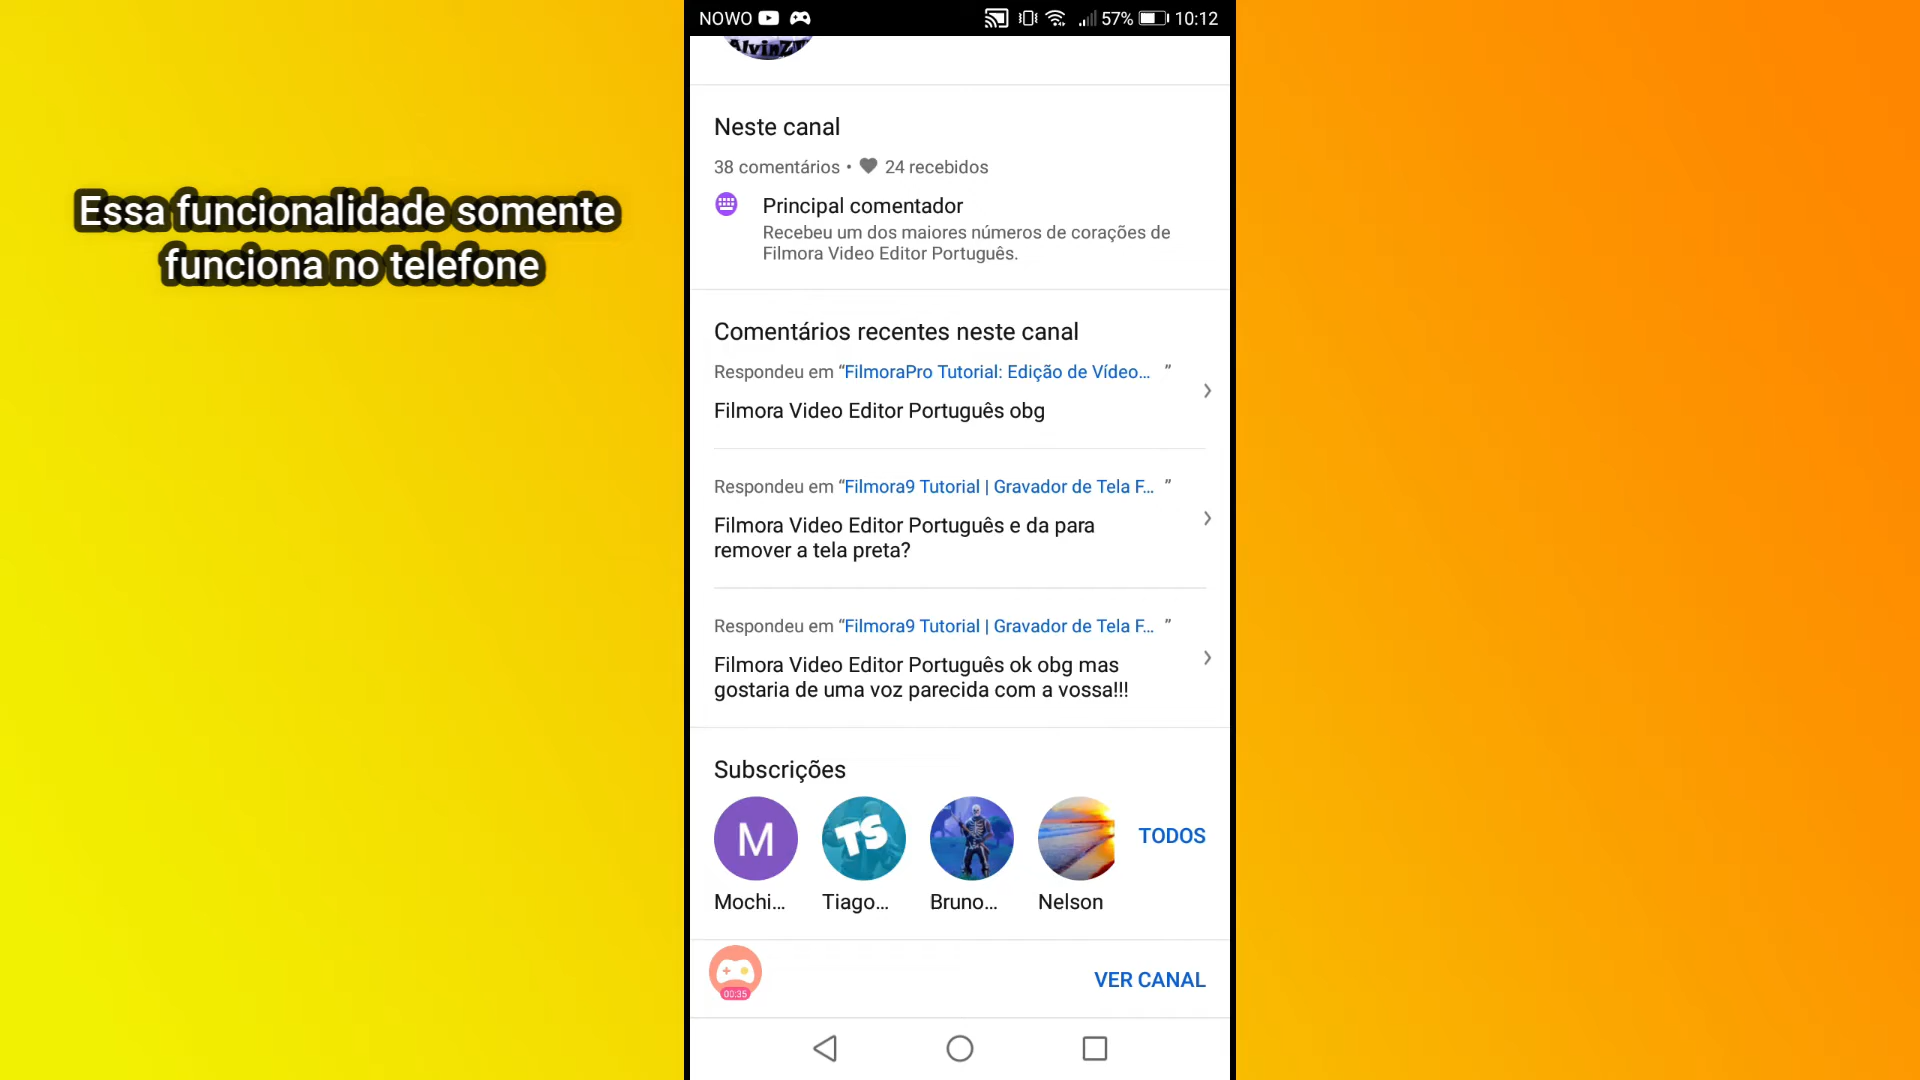 Essa funcionalidade somente
funciona no telefone
NOWO
57%
10:12
AlvinZT
Neste canal
38 comentários • 24 recebidos
Principal comentador
Recebeu um dos maiores números de corações de
Filmora Video Editor Português.
Comentários recentes neste canal
Respondeu em “FilmoraPro Tutorial: Edição de Vídeo... ”
Filmora Video Editor Português obg
Respondeu em “Filmora9 Tutorial | Gravador de Tela F... ”
Filmora Video Editor Português e da para
remover a tela preta?
Respondeu em “Filmora9 Tutorial | Gravador de Tela F... ”
Filmora Video Editor Português ok obg mas
gostaria de uma voz parecida com a vossa!!!
Subscrições
M
TS
TODOS
Mochi...
Tiago...
Bruno...
Nelson
00:35
VER CANAL